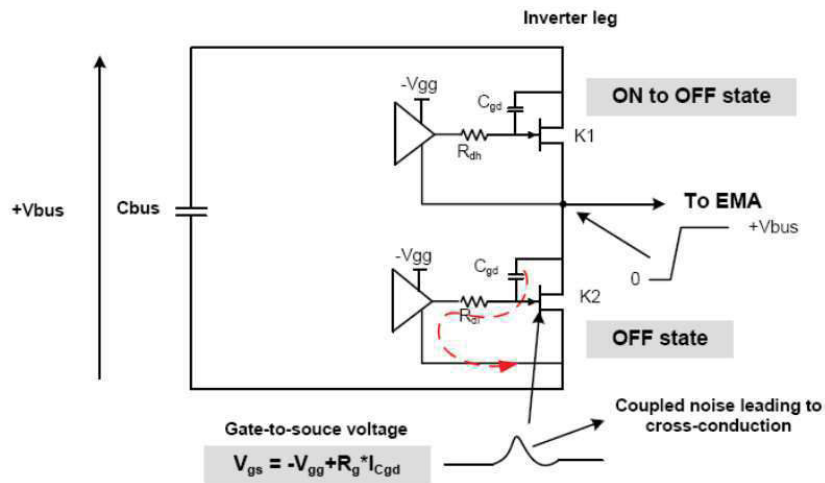 Inverter leg
-Vgg
Cgd
ON to OFF state
K1
Rdh
+Vbus
Cbus
To EMA
+Vbus
0
-Vgg
Cgd
K2
OFF state
Coupled noise leading to
cross-conduction
Gate-to-souce voltage
Vgs = -Vgg+Rg*ICgd